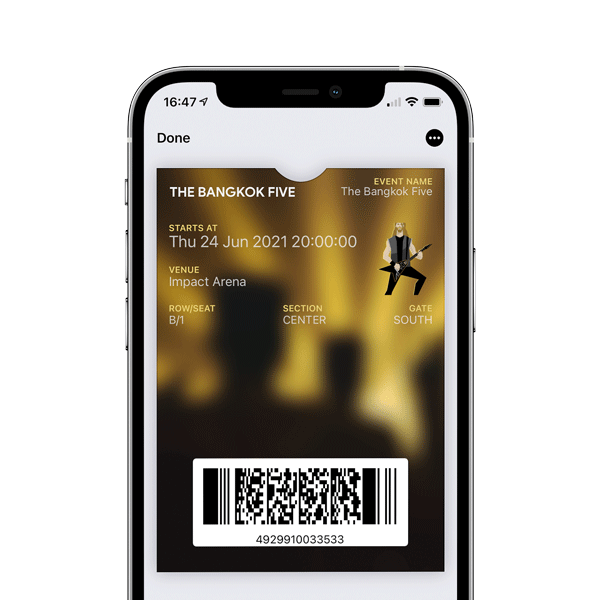 16:47
Done
THE BANGKOK FIVE
EVENT NAME
The Bangkok Five
STARTS AT
Thu 24 Jun 2021 20:00:00
VENUE
Impact Arena
ROW/SEAT
SECTION
GATE
B/1
CENTER
SOUTH
4929910033533